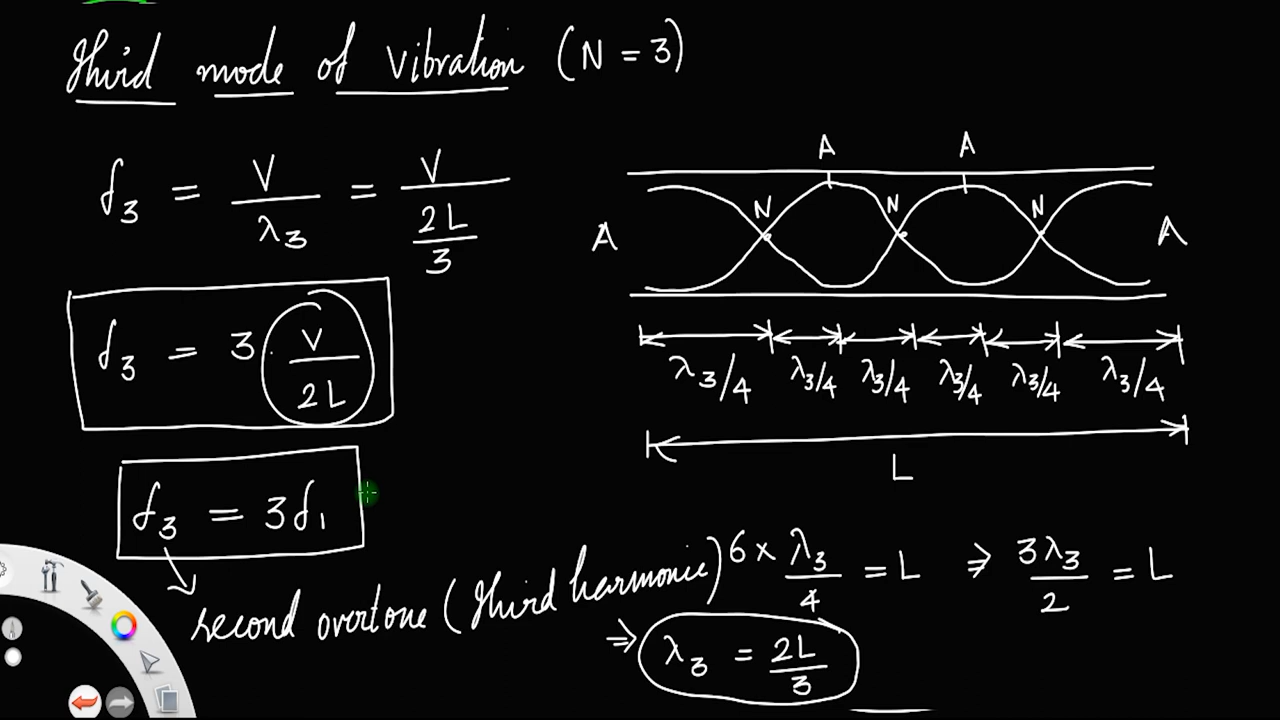 Third mode of vibration (N = 3)
f₃ = V/λ₃ = V/(2L/3)
f₃ = 3 · V/2L
f₃ = 3f₁
second overtone (Third harmonic)
A A
A N N N A
λ₃/4 λ₃/4 λ₃/4 λ₃/4 λ₃/4 λ₃/4
L
6 × λ₃/4 = L ⇒ 3λ₃/2 = L
⇒ λ₃ = 2L/3